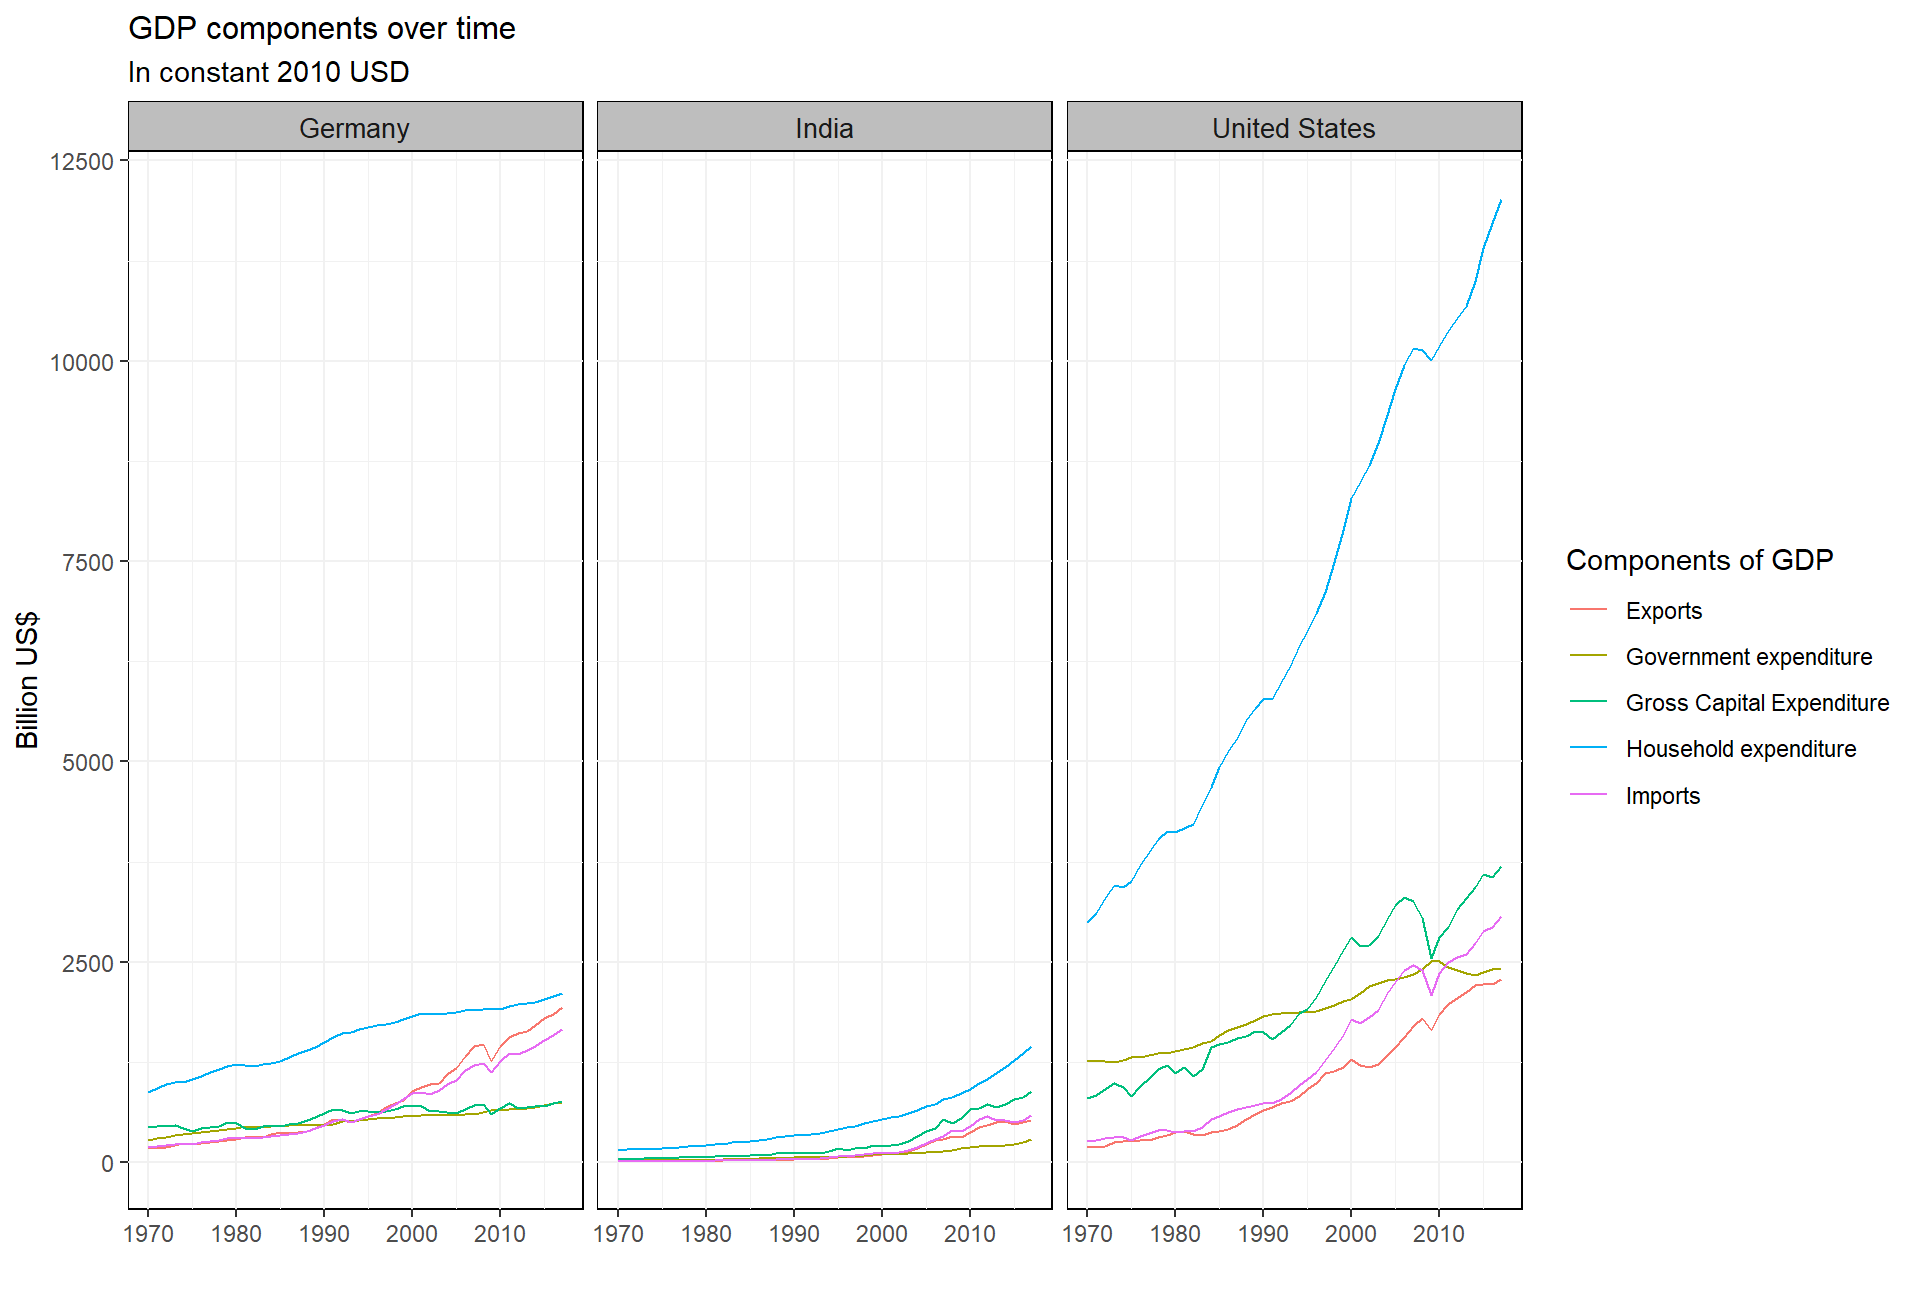 GDP components over time
In constant 2010 USD
Germany
India
United States
12500
10000
7500
5000
2500
0
Billion US$
1970 1980 1990 2000 2010
1970 1980 1990 2000 2010
1970 1980 1990 2000 2010
Components of GDP
Exports
Government expenditure
Gross Capital Expenditure
Household expenditure
Imports